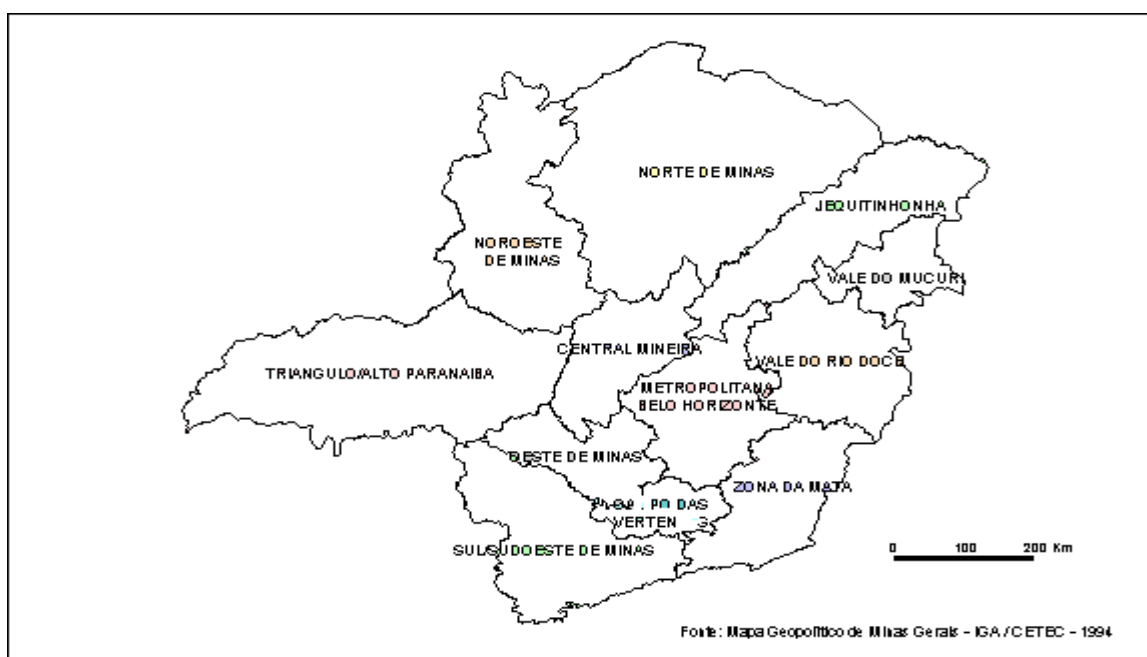 NORTE DE MINAS
JEQUITINHONHA
NOROESTE
DE MINAS
VALE DO MUCURI
CENTRAL MINEIRA
VALE DO RIO DOCE
TRIANGULO/ALTO PARANAIBA
METROPOLITANA
BELO HORIZONTE
OESTE DE MINAS
ZONA DA MATA
PO DAS
VERTEN
SUL/SUDOESTE DE MINAS
0 100 200 Km
Fonte: Mapa Geopolítico de Minas Gerais - IGA / CETEC - 1994